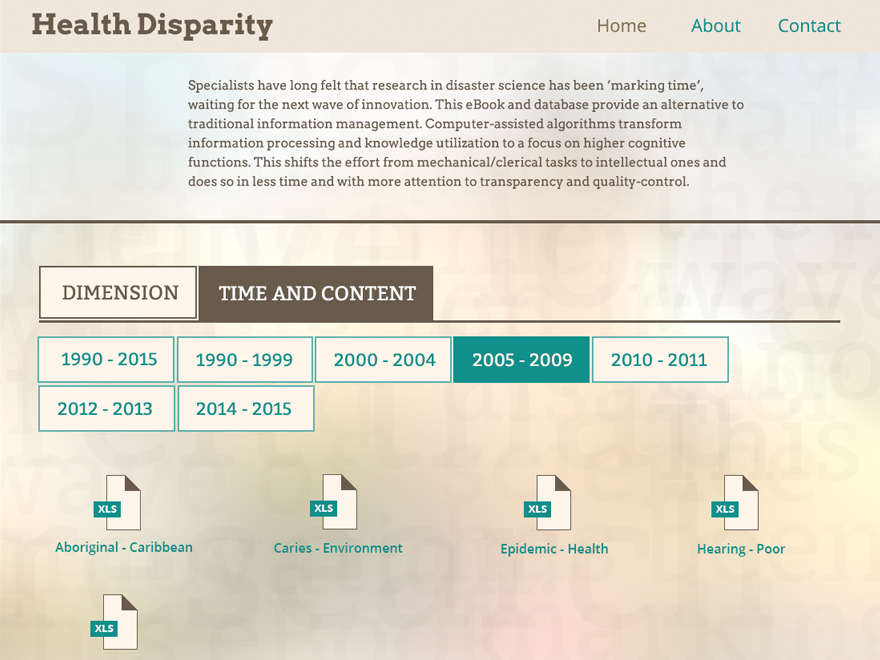 Health Disparity
Home About Contact
Specialists have long felt that research in disaster science has been ‘marking time’,
waiting for the next wave of innovation. This eBook and database provide an alternative to
traditional information management. Computer-assisted algorithms transform
information processing and knowledge utilization to a focus on higher cognitive
functions. This shifts the effort from mechanical/clerical tasks to intellectual ones and
does so in less time and with more attention to transparency and quality-control.
DIMENSION TIME AND CONTENT
1990 - 2015 1990 - 1999 2000 - 2004 2005 - 2009 2010 - 2011
2012 - 2013 2014 - 2015
XLS XLS XLS XLS
Aboriginal - Caribbean Caries - Environment Epidemic - Health Hearing - Poor
XLS